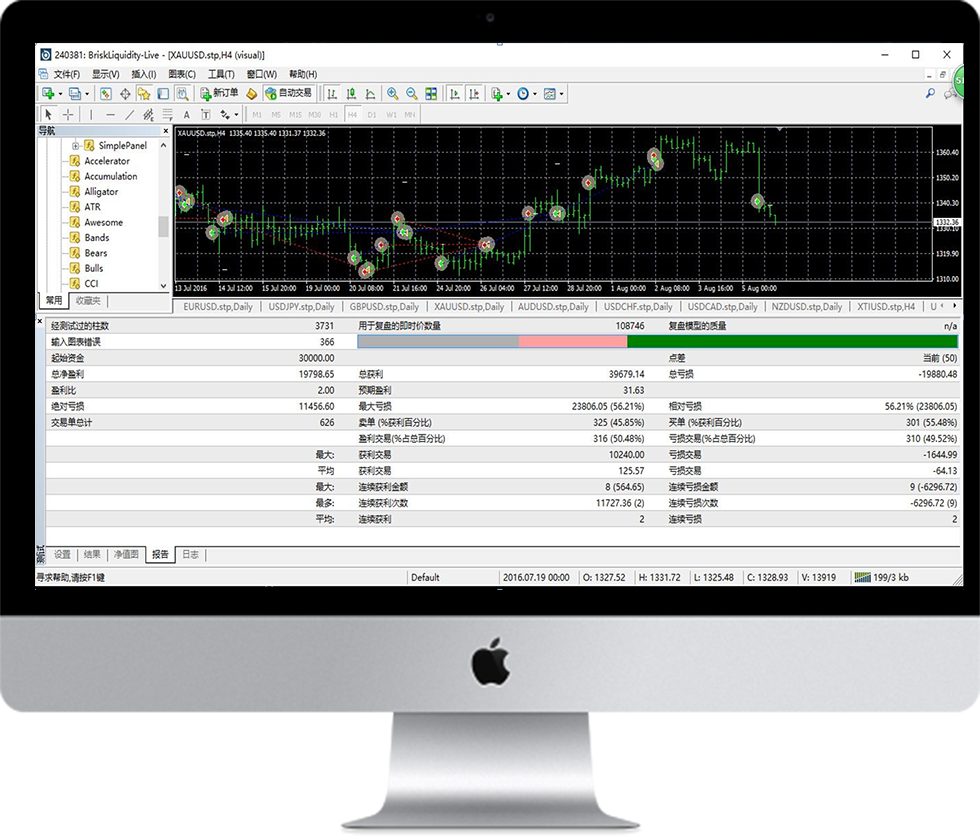 240381: BriskLiquidity-Live - [XAUUSD.stp,H4 (visual)]
文件(F) 显示(V) 插入(I) 图表(C) 工具(T) 窗口(W) 帮助(H)
新订单 自动交易
A T M1 M5 M15 M30 H1 H4 D1 W1 MN
导航
SimplePanel
Accelerator
Accumulation
Alligator
ATR
Awesome
Bands
Bears
Bulls
CCI
常用 收藏夹
XAUUSD.stp,H4 1335.40 1335.40 1331.37 1332.36
1360.40
1350.20
1340.30
1332.36
1319.90
1310.00
13 Jul 2016 14 Jul 12:00 15 Jul 20:00 19 Jul 00:00 20 Jul 08:00 21 Jul 16:00 24 Jul 20:00 26 Jul 04:00 27 Jul 12:00 28 Jul 20:00 1 Aug 00:00 2 Aug 08:00 3 Aug 16:00 5 Aug 00:00
EURUSD.stp,Daily USDJPY.stp,Daily GBPUSD.stp,Daily XAUUSD.stp,Daily AUDUSD.stp,Daily USDCHF.stp,Daily USDCAD.stp,Daily NZDUSD.stp,Daily XTIUSD.stp,H4 U
经测试过的柱数 3731 用于复盘的即时价数量 108746 复盘模型的质量 n/a
输入图表错误 366
起始资金 30000.00 点差 当前 (50)
总净盈利 19798.65 总获利 39679.14 总亏损 -19880.48
盈利比 2.00 预期盈利 31.63
绝对亏损 11456.60 最大亏损 23806.05 (56.21%) 相对亏损 56.21% (23806.05)
交易单总计 626 卖单 (%获利百分比) 325 (45.85%) 买单 (%获利百分比) 301 (55.48%)
盈利交易(%占总百分比) 316 (50.48%) 亏损交易(%占总百分比) 310 (49.52%)
最大: 获利交易 10240.00 亏损交易 -1644.99
平均 获利交易 125.57 亏损交易 -64.13
最大: 连续获利金额 8 (564.65) 连续亏损金额 9 (-6296.72)
最多: 连续获利次数 11727.36 (2) 连续亏损次数 -6296.72 (9)
平均: 连续获利 2 连续亏损 2
设置 结果 净值图 报告 日志
寻求帮助,请按F1键 Default 2016.07.19 00:00 O: 1327.52 H: 1331.72 L: 1325.48 C: 1328.93 V: 13919 199/3 kb